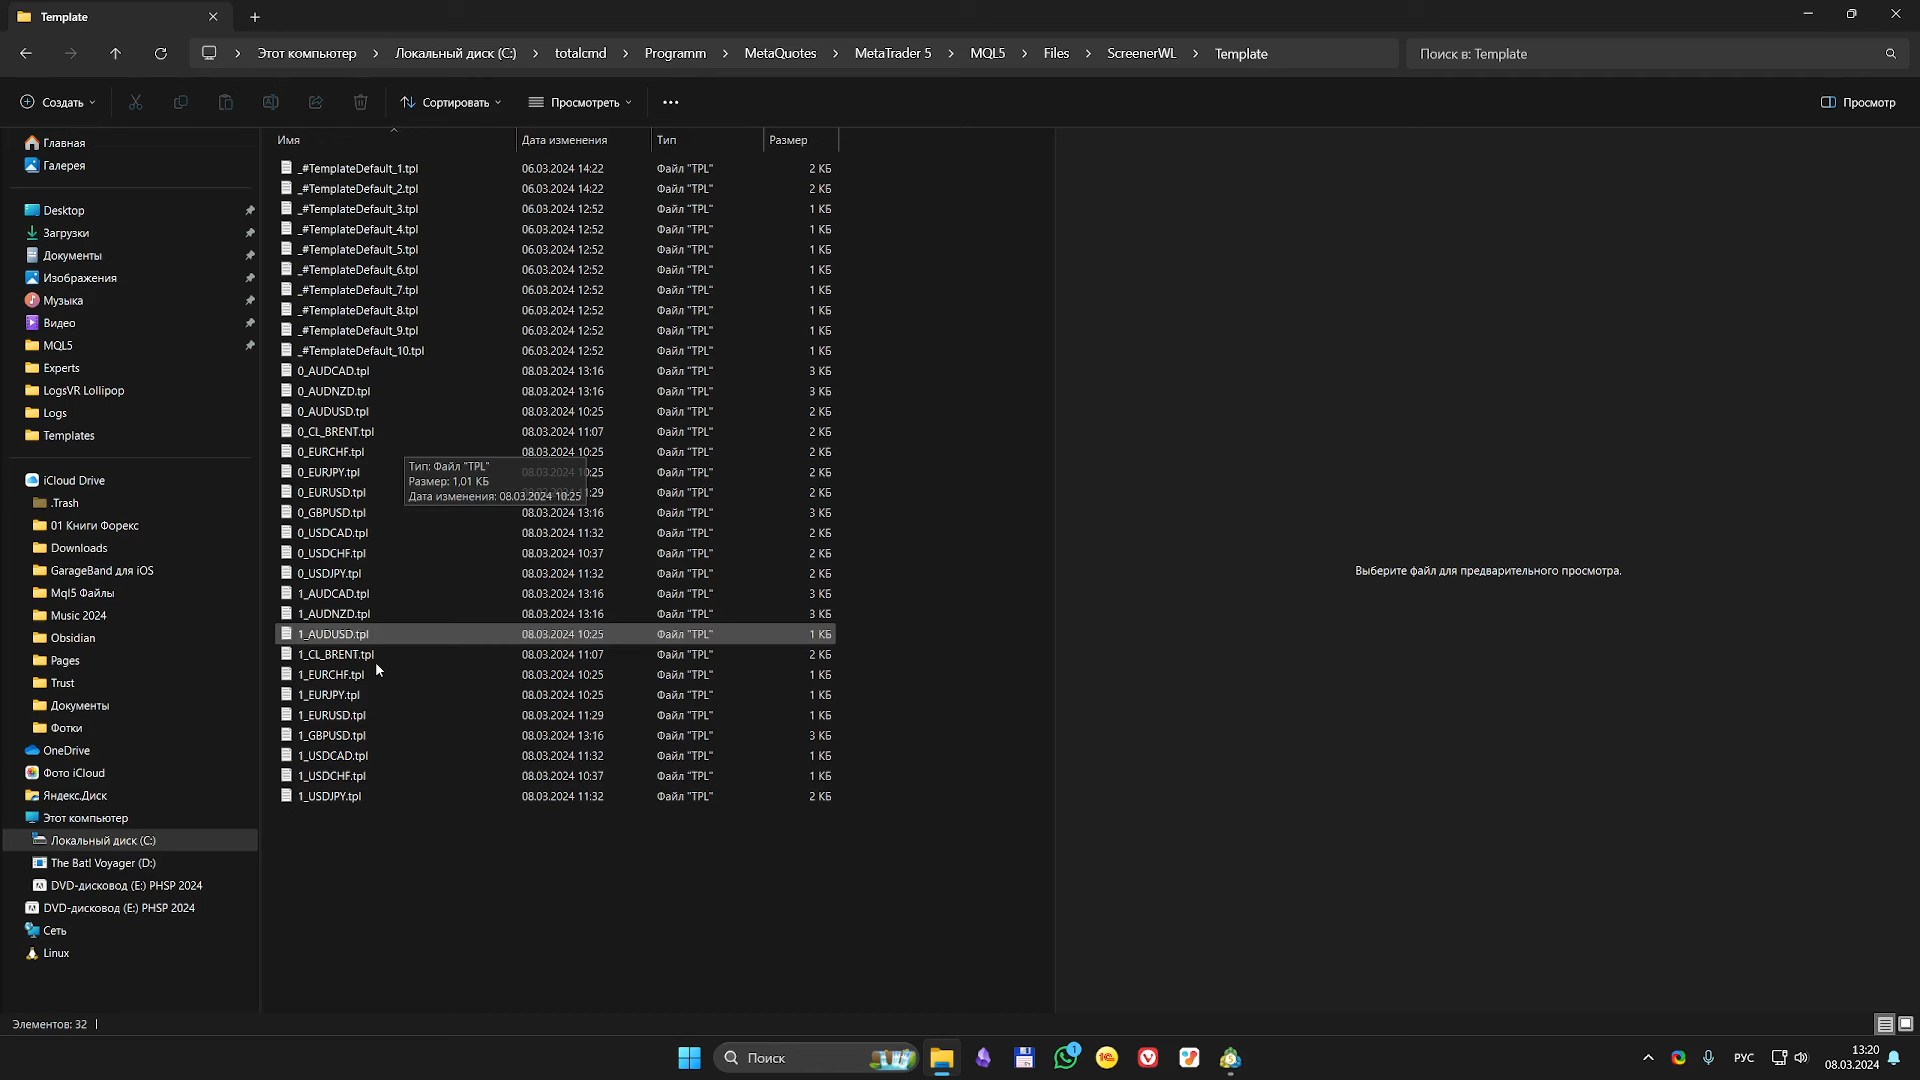 Template
Этот компьютер › Локальный диск (C:) › totalcmd › Programm › MetaQuotes › MetaTrader 5 › MQL5 › Files › ScreenerWL › Template
Поиск в: Template
Создать
Сортировать
Просмотреть
Просмотр
Главная
Галерея
Desktop
Загрузки
Документы
Изображения
Музыка
Видео
MQL5
Experts
LogsVR Lollipop
Logs
Templates
iCloud Drive
.Trash
01 Книги Форекс
Downloads
GarageBand для iOS
Mql5 Файлы
Music 2024
Obsidian
Pages
Trust
Документы
Фотки
OneDrive
Фото iCloud
Яндекс.Диск
Этот компьютер
Локальный диск (C:)
The Bat! Voyager (D:)
DVD-дисковод (E:) PHSP 2024
DVD-дисковод (E:) PHSP 2024
Сеть
Linux
Имя Дата изменения Тип Размер
_#TemplateDefault_1.tpl 06.03.2024 14:22 Файл "TPL" 2 КБ
_#TemplateDefault_2.tpl 06.03.2024 14:22 Файл "TPL" 2 КБ
_#TemplateDefault_3.tpl 06.03.2024 12:52 Файл "TPL" 1 КБ
_#TemplateDefault_4.tpl 06.03.2024 12:52 Файл "TPL" 1 КБ
_#TemplateDefault_5.tpl 06.03.2024 12:52 Файл "TPL" 1 КБ
_#TemplateDefault_6.tpl 06.03.2024 12:52 Файл "TPL" 1 КБ
_#TemplateDefault_7.tpl 06.03.2024 12:52 Файл "TPL" 1 КБ
_#TemplateDefault_8.tpl 06.03.2024 12:52 Файл "TPL" 1 КБ
_#TemplateDefault_9.tpl 06.03.2024 12:52 Файл "TPL" 1 КБ
_#TemplateDefault_10.tpl 06.03.2024 12:52 Файл "TPL" 1 КБ
0_AUDCAD.tpl 08.03.2024 13:16 Файл "TPL" 3 КБ
0_AUDNZD.tpl 08.03.2024 13:16 Файл "TPL" 3 КБ
0_AUDUSD.tpl 08.03.2024 10:25 Файл "TPL" 2 КБ
0_CL_BRENT.tpl 08.03.2024 11:07 Файл "TPL" 2 КБ
0_EURCHF.tpl 08.03.2024 10:25 Файл "TPL" 2 КБ
0_EURJPY.tpl 08.03.2024 10:25 Файл "TPL" 2 КБ
0_EURUSD.tpl :29 Файл "TPL" 2 КБ
0_GBPUSD.tpl 08.03.2024 13:16 Файл "TPL" 3 КБ
0_USDCAD.tpl 08.03.2024 11:32 Файл "TPL" 2 КБ
0_USDCHF.tpl 08.03.2024 10:37 Файл "TPL" 2 КБ
0_USDJPY.tpl 08.03.2024 11:32 Файл "TPL" 2 КБ
1_AUDCAD.tpl 08.03.2024 13:16 Файл "TPL" 3 КБ
1_AUDNZD.tpl 08.03.2024 13:16 Файл "TPL" 3 КБ
1_AUDUSD.tpl 08.03.2024 10:25 Файл "TPL" 1 КБ
1_CL_BRENT.tpl 08.03.2024 11:07 Файл "TPL" 2 КБ
1_EURCHF.tpl 08.03.2024 10:25 Файл "TPL" 1 КБ
1_EURJPY.tpl 08.03.2024 10:25 Файл "TPL" 1 КБ
1_EURUSD.tpl 08.03.2024 11:29 Файл "TPL" 1 КБ
1_GBPUSD.tpl 08.03.2024 13:16 Файл "TPL" 3 КБ
1_USDCAD.tpl 08.03.2024 11:32 Файл "TPL" 1 КБ
1_USDCHF.tpl 08.03.2024 10:37 Файл "TPL" 1 КБ
1_USDJPY.tpl 08.03.2024 11:32 Файл "TPL" 2 КБ
Тип: Файл "TPL"
Размер: 1,01 КБ
Дата изменения: 08.03.2024 10:25
Выберите файл для предварительного просмотра.
Элементов: 32
Поиск
1
РУС
13:20
08.03.2024